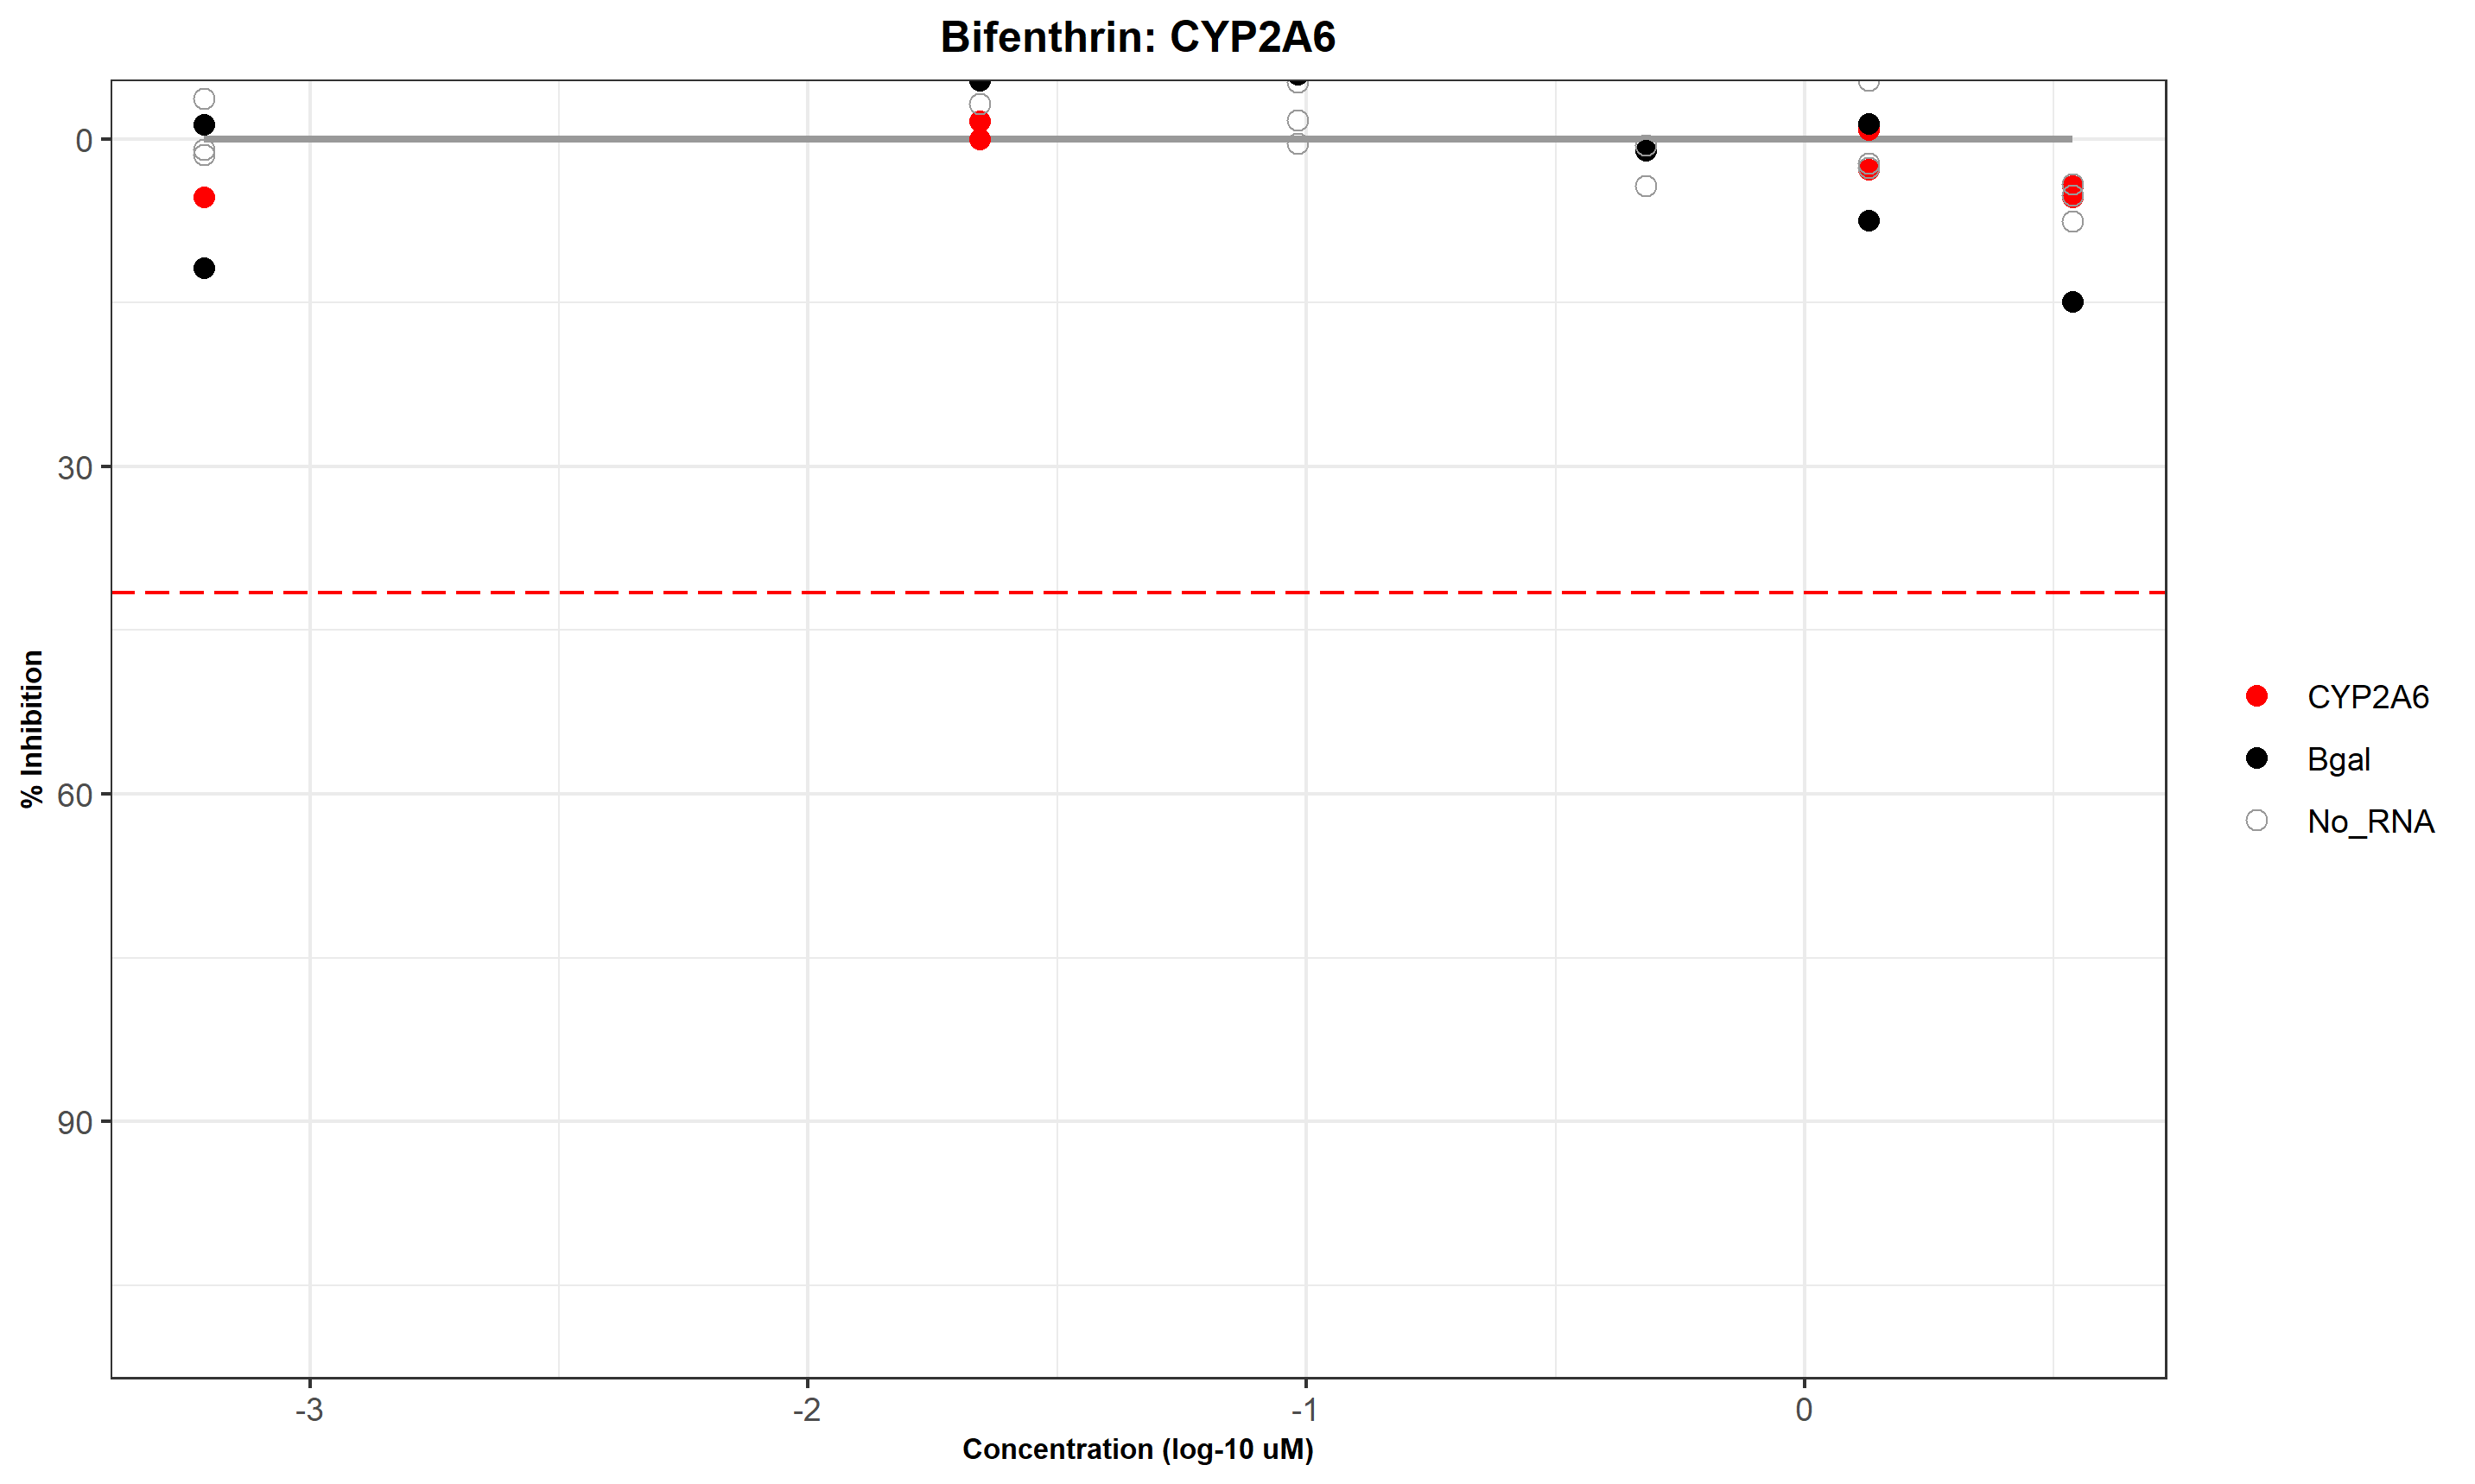 Bifenthrin: CYP2A6
% Inhibition
0
30
60
90
-3
-2
-1
0
Concentration (log-10 uM)
CYP2A6
Bgal
No_RNA